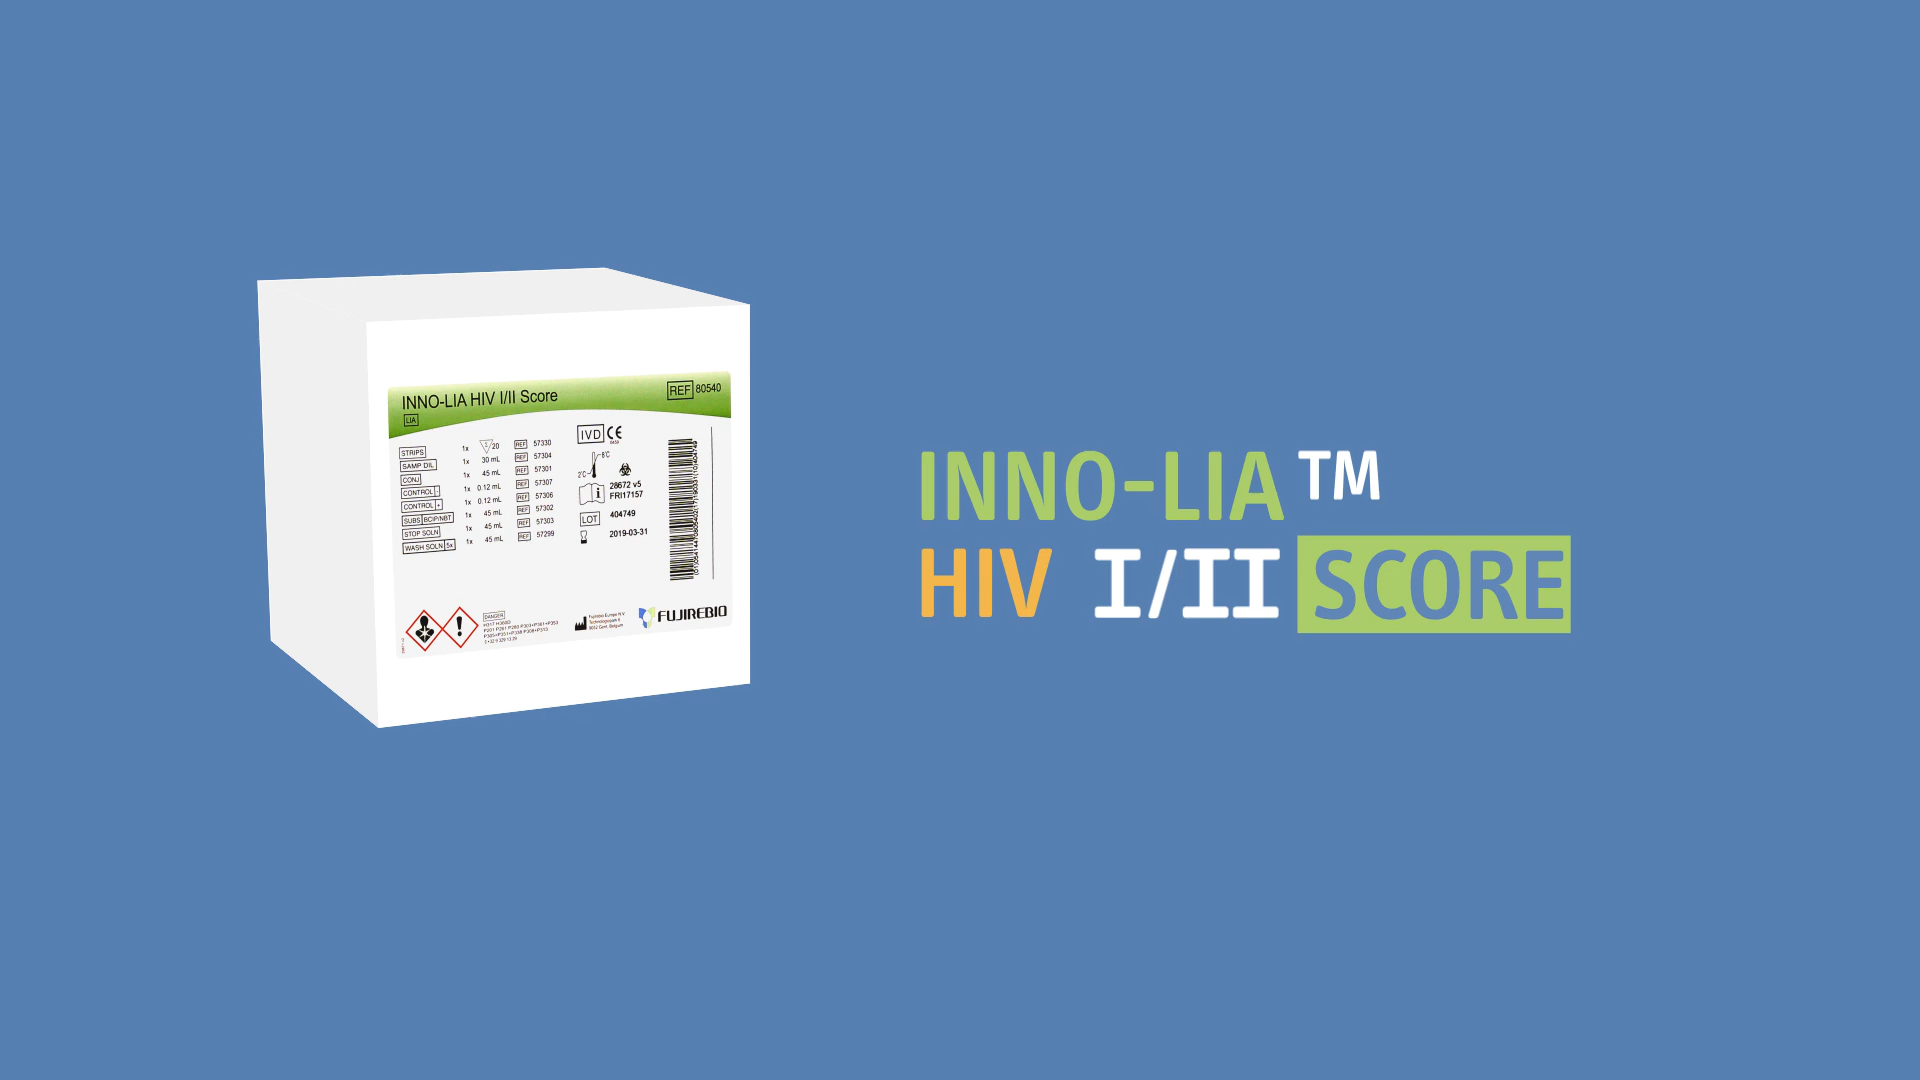 INNO-LIA HIV I/II Score
REF 80540
LIA
STRIPS 1x 20 REF 57330
SAMP DIL 1x 30 mL REF 57304
CONJ 1x 45 mL REF 57301
CONTROL - 1x 0.12 mL REF 57307
CONTROL + 1x 0.12 mL REF 57306
SUBS BCIP/NBT 1x 45 mL REF 57302
STOP SOLN 1x 45 mL REF 57303
WASH SOLN 5x 1x 45 mL REF 57299
IVD CE
2°C 8°C
28672 v5
FRI17157
LOT 404749
2019-03-31
DANGER
Fujirebio Europe N.V.
FUJIREBIO
INNO-LIA™
HIV I/II SCORE